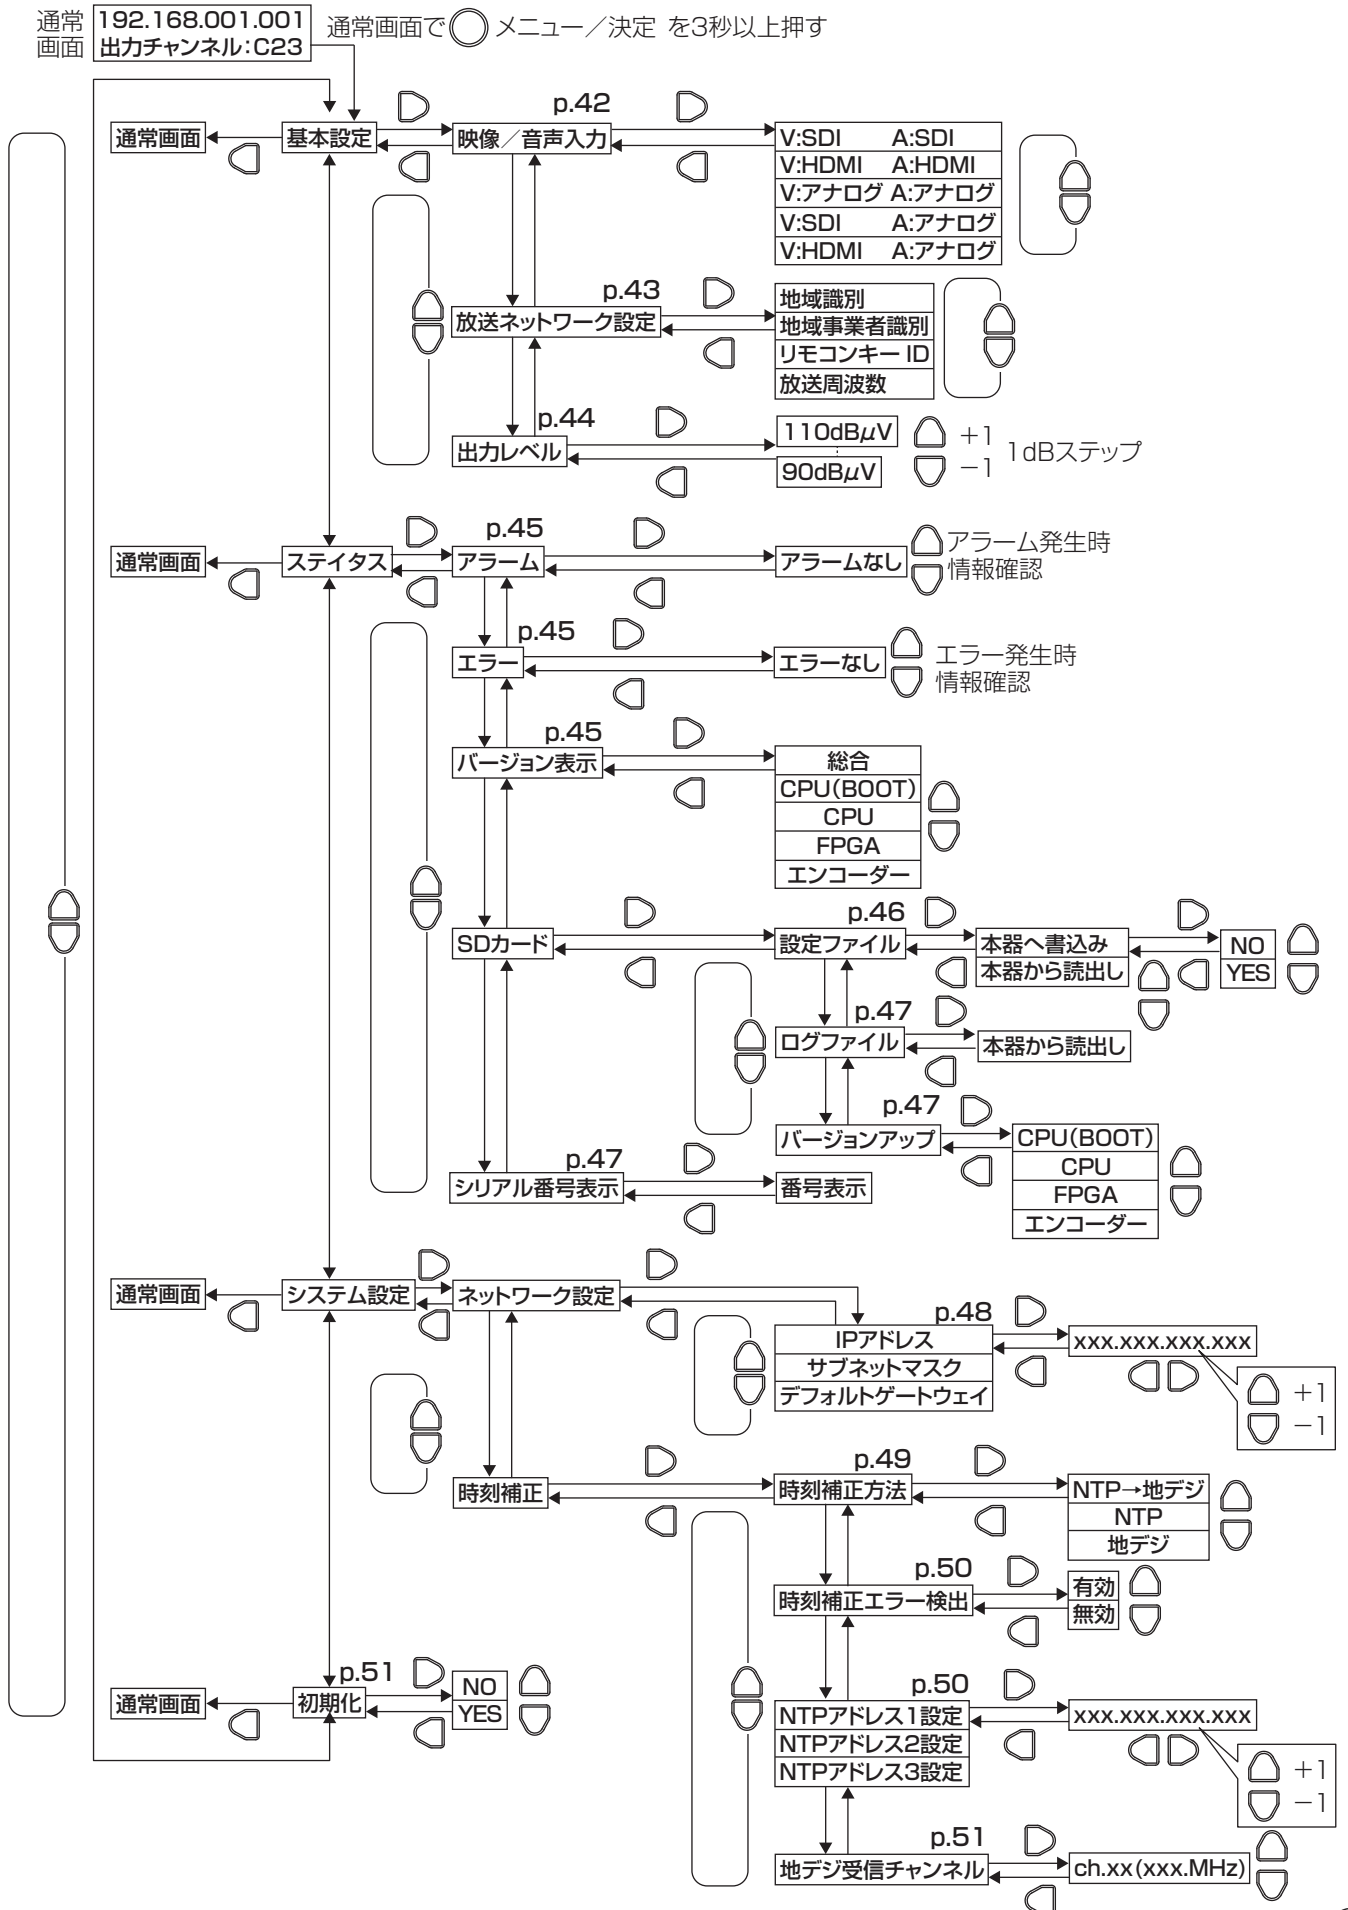 通常画面
192.168.001.001
出力チャンネル：C23
通常画面で メニュー／決定 を3秒以上押す
通常画面
基本設定
p.42
映像／音声入力
V:SDI A:SDI
V:HDMI A:HDMI
V:アナログ A:アナログ
V:SDI A:アナログ
V:HDMI A:アナログ
p.43
放送ネットワーク設定
地域識別
地域事業者識別
リモコンキー ID
放送周波数
p.44
出力レベル
110dBμV
90dBμV
＋1
－1
1dBステップ
通常画面
ステイタス
p.45
アラーム
アラームなし
アラーム発生時
情報確認
p.45
エラー
エラーなし
エラー発生時
情報確認
p.45
バージョン表示
総合
CPU(BOOT)
CPU
FPGA
エンコーダー
SDカード
p.46
設定ファイル
本器へ書込み
本器から読出し
NO
YES
p.47
ログファイル
本器から読出し
p.47
バージョンアップ
CPU(BOOT)
CPU
FPGA
エンコーダー
p.47
シリアル番号表示
番号表示
通常画面
システム設定
ネットワーク設定
p.48
IPアドレス
サブネットマスク
デフォルトゲートウェイ
xxx.xxx.xxx.xxx
＋1
－1
時刻補正
p.49
時刻補正方法
NTP→地デジ
NTP
地デジ
p.50
時刻補正エラー検出
有効
無効
p.50
NTPアドレス1設定
NTPアドレス2設定
NTPアドレス3設定
xxx.xxx.xxx.xxx
＋1
－1
p.51
地デジ受信チャンネル
ch.xx(xxx.MHz)
通常画面
p.51
初期化
NO
YES